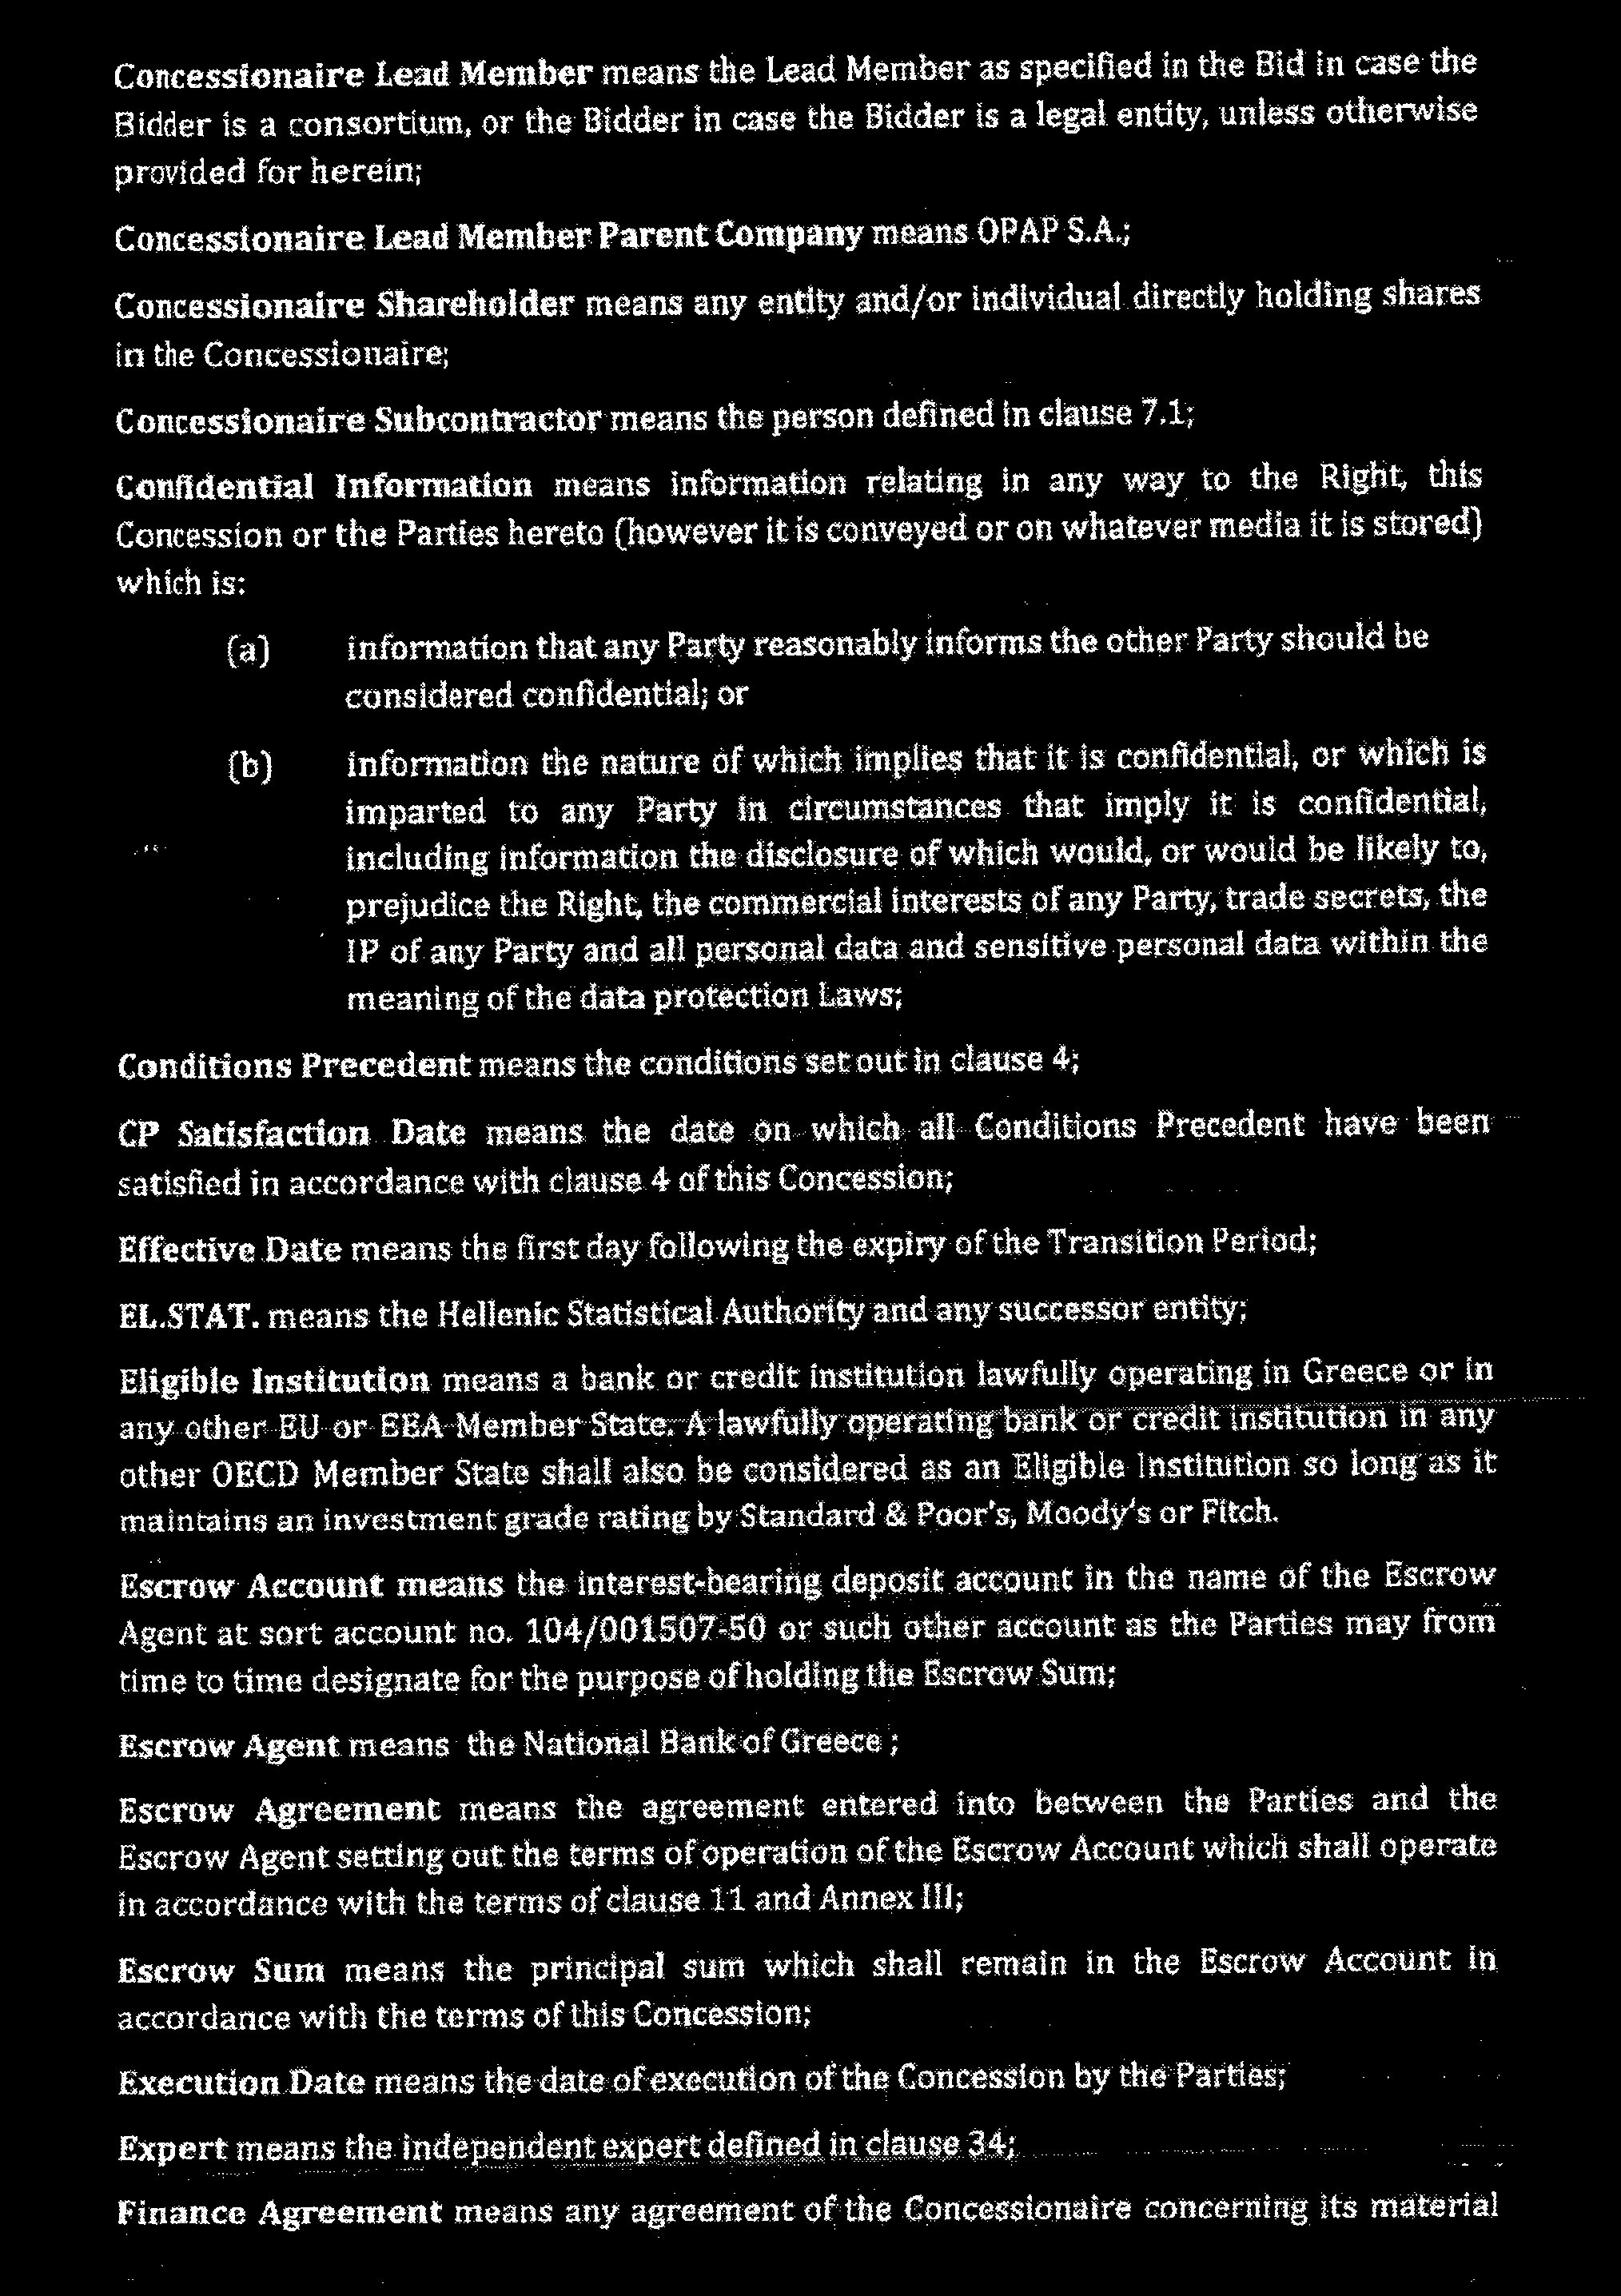 Concessionaire Lead Member means the Lead Member as specified in the Bid in case the
Bidder is a consortium, or the Bidder in case the Bidder is a legal entity, unless otherwise
provided for herein;
Concessionaire Lead Member Parent Company means OPAP S.A.;
Concessionaire Shareholder means any entity and/or individual directly holding shares
in the Concessionaire;
Concessionaire Subcontractor means the person defined in clause 7.1;
Confidential Information means information relating in any way to the Right, this
Concession or the Parties hereto (however it is conveyed or on whatever media it is stored)
which is:
(a) information that any Party reasonably informs the other Party should be
considered confidential; or
(b) information the nature of which implies that it is confidential, or which is
imparted to any Party in circumstances that imply it is confidential,
including information the disclosure of which would, or would be likely to,
prejudice the Right, the commercial interests of any Party, trade secrets, the
IP of any Party and all personal data and sensitive personal data within the
meaning of the data protection Laws;
Conditions Precedent means the conditions set out in clause 4;
CP Satisfaction Date means the date on which all Conditions Precedent have been
satisfied in accordance with clause 4 of this Concession;
Effective Date means the first day following the expiry of the Transition Period;
EL.STAT. means the Hellenic Statistical Authority and any successor entity;
Eligible Institution means a bank or credit institution lawfully operating in Greece or in
any other EU or EEA Member State. A lawfully operating bank or credit institution in any
other OECD Member State shall also be considered as an Eligible Institution so long as it
maintains an investment grade rating by Standard & Poor's, Moody's or Fitch.
Escrow Account means the interest-bearing deposit account in the name of the Escrow
Agent at sort account no. 104/001507-50 or such other account as the Parties may from
time to time designate for the purpose of holding the Escrow Sum;
Escrow Agent means the National Bank of Greece ;
Escrow Agreement means the agreement entered into between the Parties and the
Escrow Agent setting out the terms of operation of the Escrow Account which shall operate
in accordance with the terms of clause 11 and Annex III;
Escrow Sum means the principal sum which shall remain in the Escrow Account in
accordance with the terms of this Concession;
Execution Date means the date of execution of the Concession by the Parties;
Expert means the independent expert defined in clause 34;
Finance Agreement means any agreement of the Concessionaire concerning its material